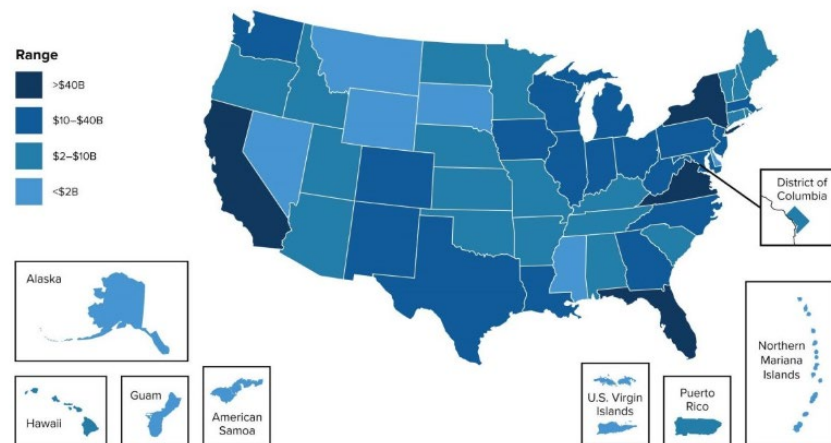 Range
>$40B
$10–$40B
$2–$10B
<$2B
District of
Columbia
Alaska
Hawaii
Guam
American
Samoa
U.S. Virgin
Islands
Puerto
Rico
Northern
Mariana
Islands